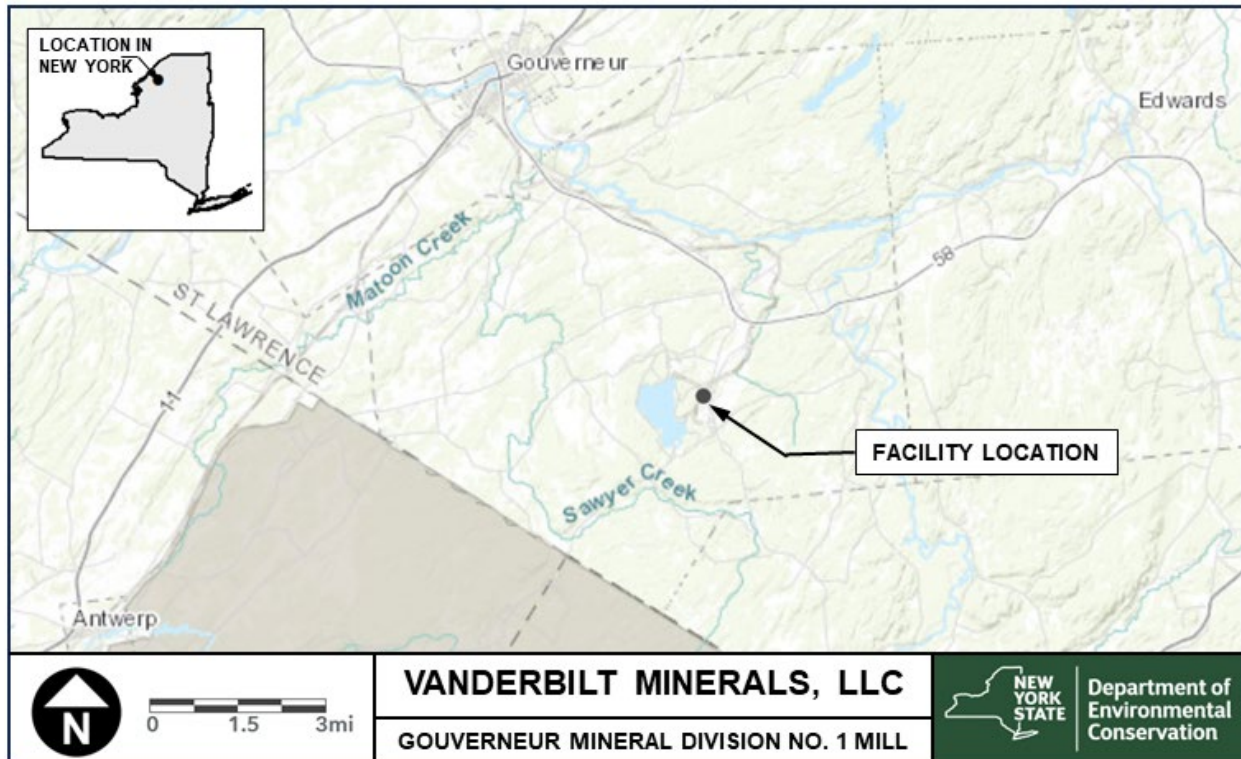 LOCATION IN
NEW YORK
Gouverneur
Edwards
Matoon Creek
58
ST LAWRENCE
11
FACILITY LOCATION
Sawyer Creek
Antwerp
N
0 1.5 3mi
VANDERBILT MINERALS, LLC
GOUVERNEUR MINERAL DIVISION NO. 1 MILL
NEW
YORK
STATE
Department of
Environmental
Conservation